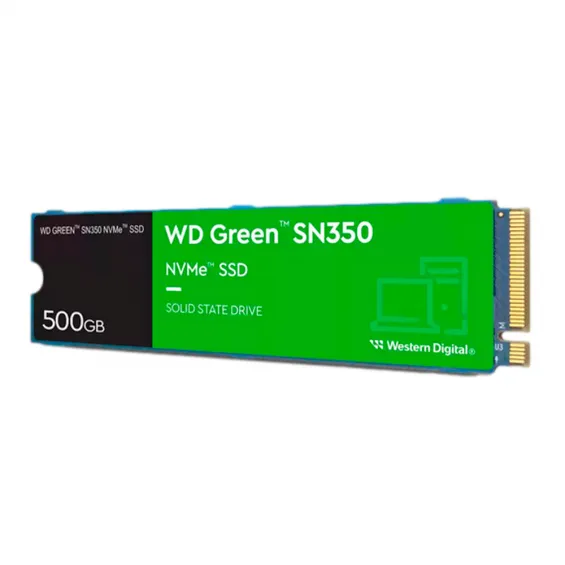 WD GREEN™ SN350 NVMe™ SSD
500GB
WD Green™ SN350
NVMe™ SSD
SOLID STATE DRIVE
Western Digital®